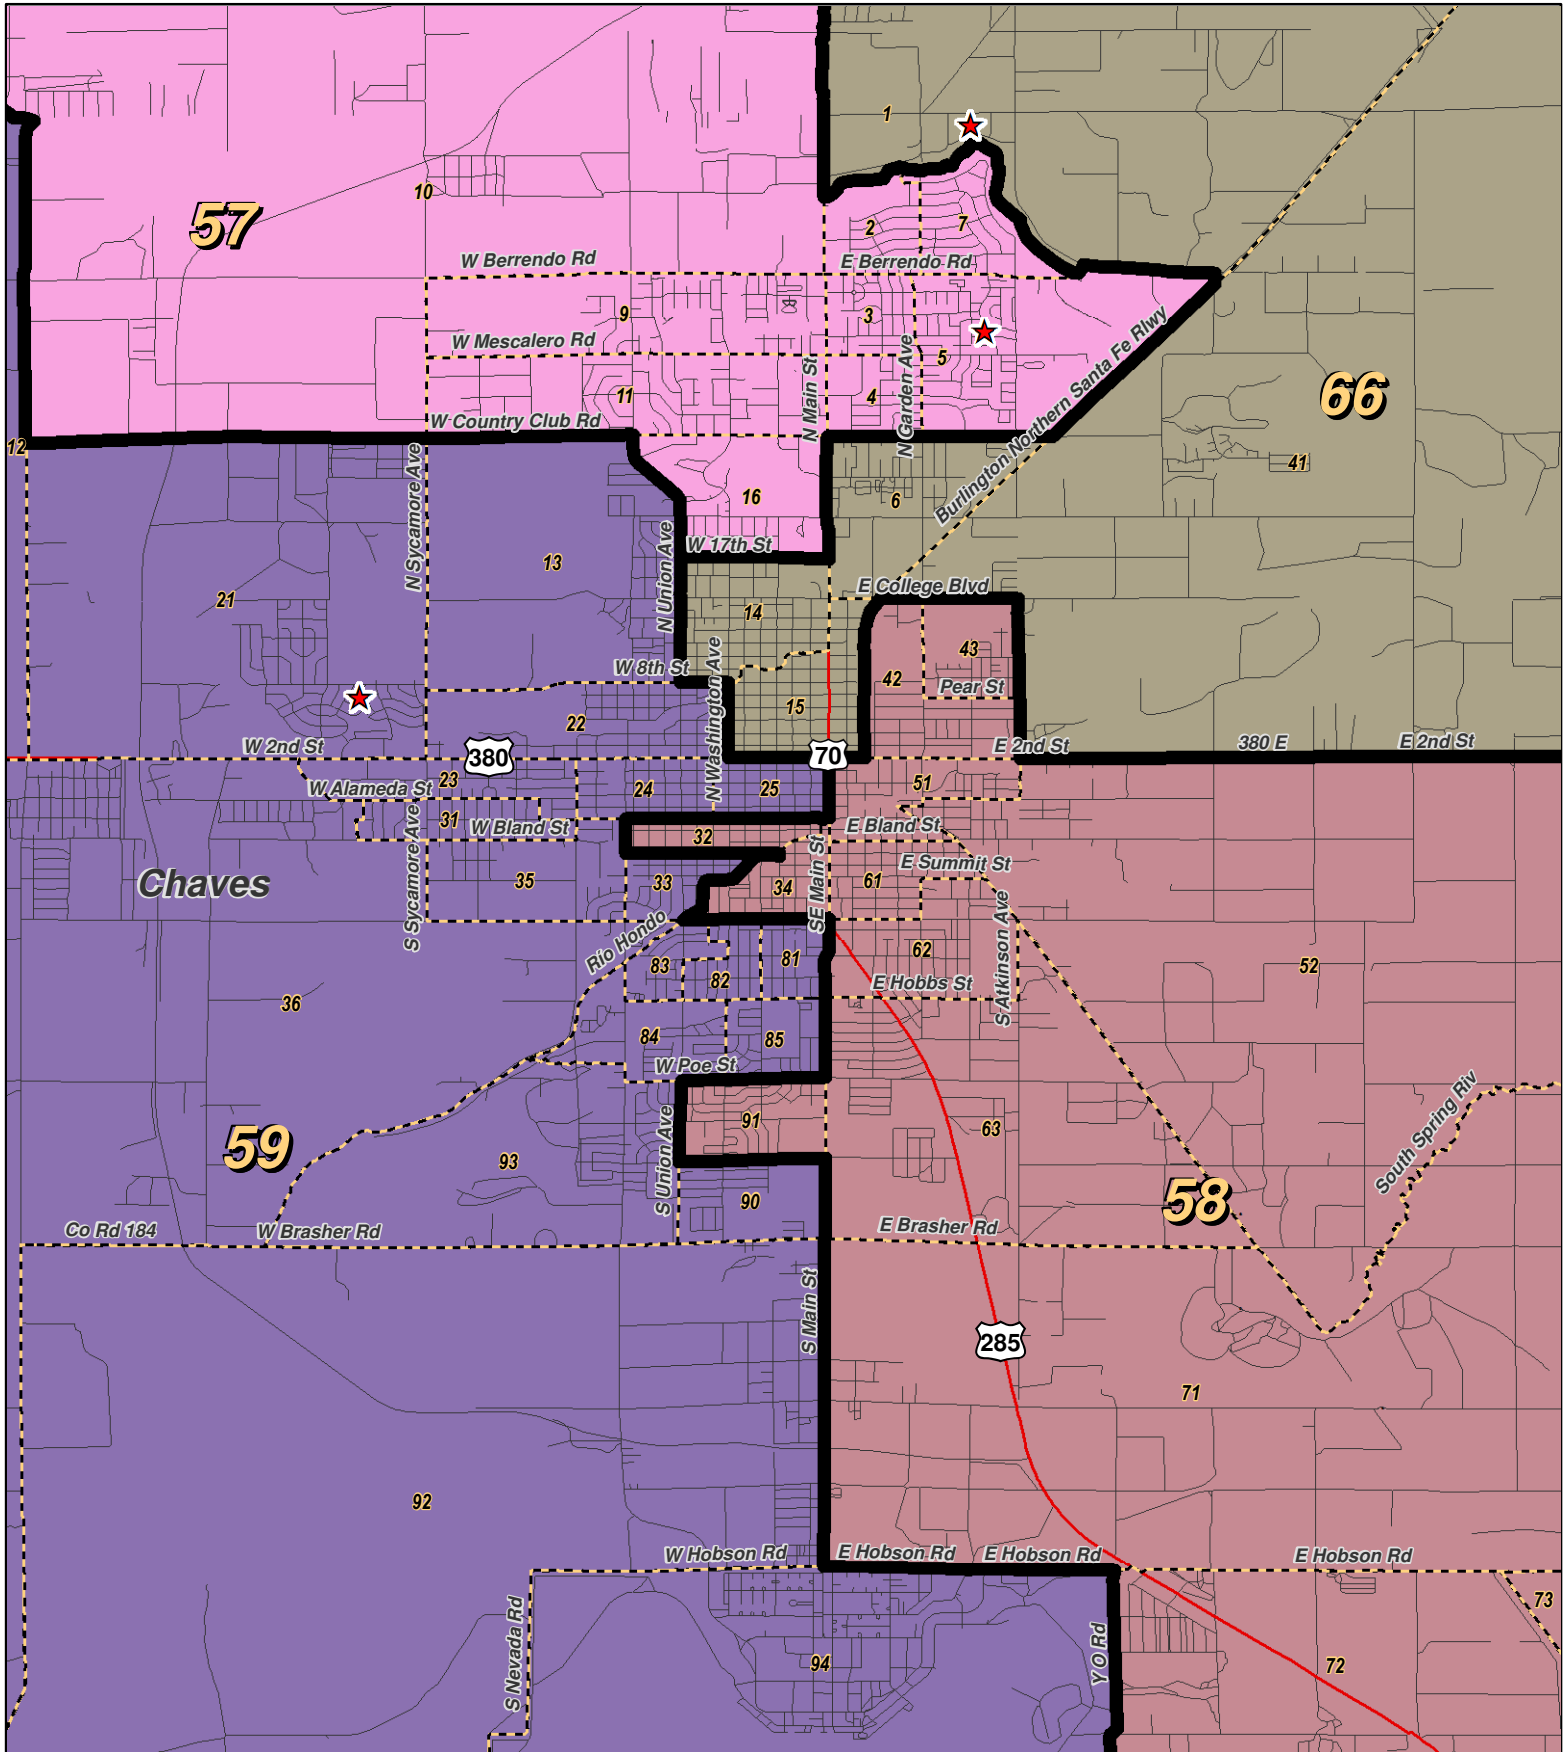 1
10
57
2
7
W Berrendo Rd
E Berrendo Rd
9
3
W Mescalero Rd
5
N Main St
N Garden Ave
Burlington Northern Santa Fe Rlwy
66
11
4
W Country Club Rd
12
41
N Sycamore Ave
16
6
W 17th St
13
N Union Ave
E College Blvd
21
14
43
W 8th St
42
Pear St
N Washington Ave
15
22
W 2nd St
380
70
E 2nd St
380 E
E 2nd St
23
W Alameda St
24
25
51
31
W Bland St
E Bland St
32
S Sycamore Ave
SE Main St
E Summit St
Chaves
35
33
34
61
S Atkinson Ave
Río Hondo
62
83
81
52
82
E Hobbs St
36
84
85
W Poe St
91
63
South Spring Riv
59
93
S Union Ave
58
90
Co Rd 184
W Brasher Rd
E Brasher Rd
S Main St
285
71
92
W Hobson Rd
E Hobson Rd
E Hobson Rd
E Hobson Rd
73
S Nevada Rd
94
Y O Rd
72